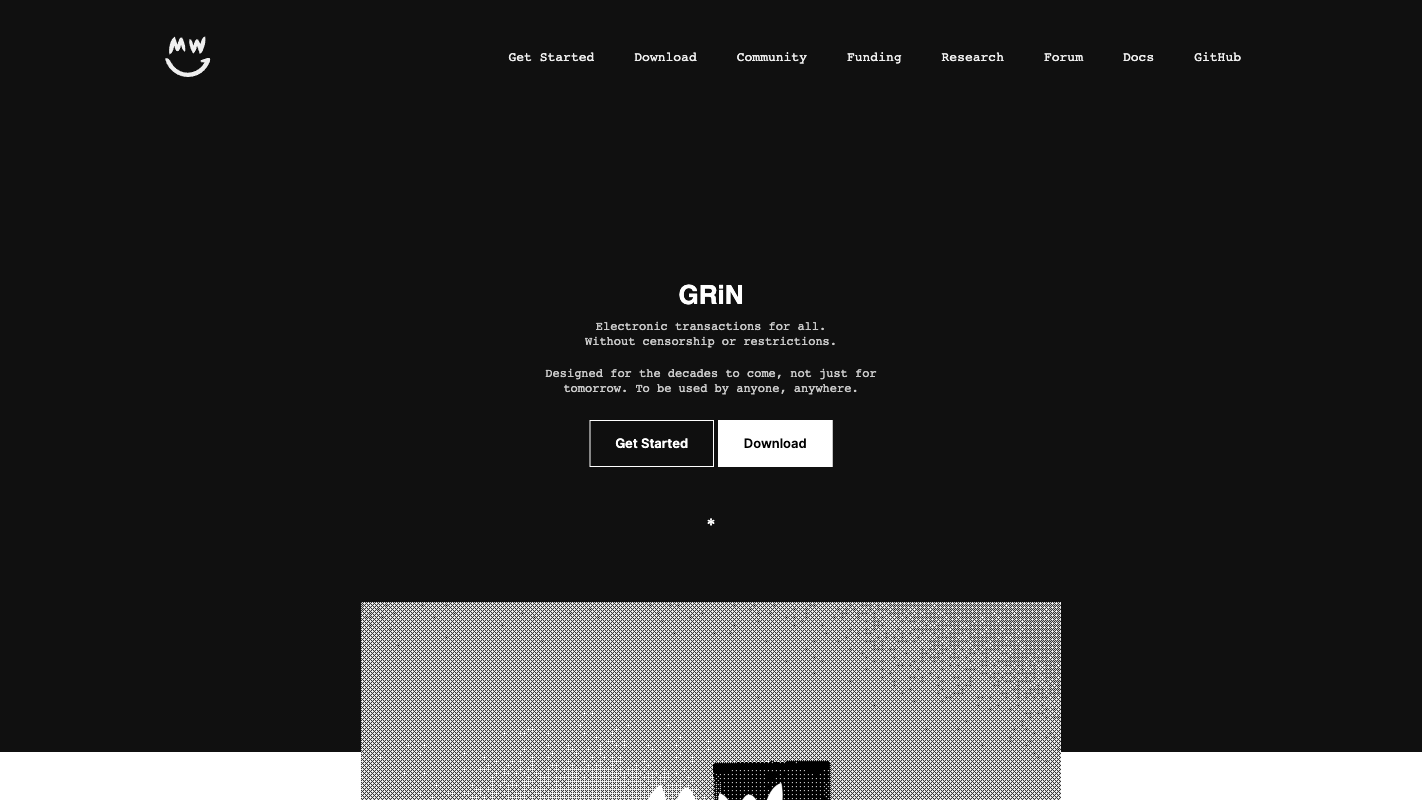 MW
Get Started
Download
Community
Funding
Research
Forum
Docs
GitHub
GRiN
Electronic transactions for all.
Without censorship or restrictions.
Designed for the decades to come, not just for
tomorrow. To be used by anyone, anywhere.
Get Started
Download
*